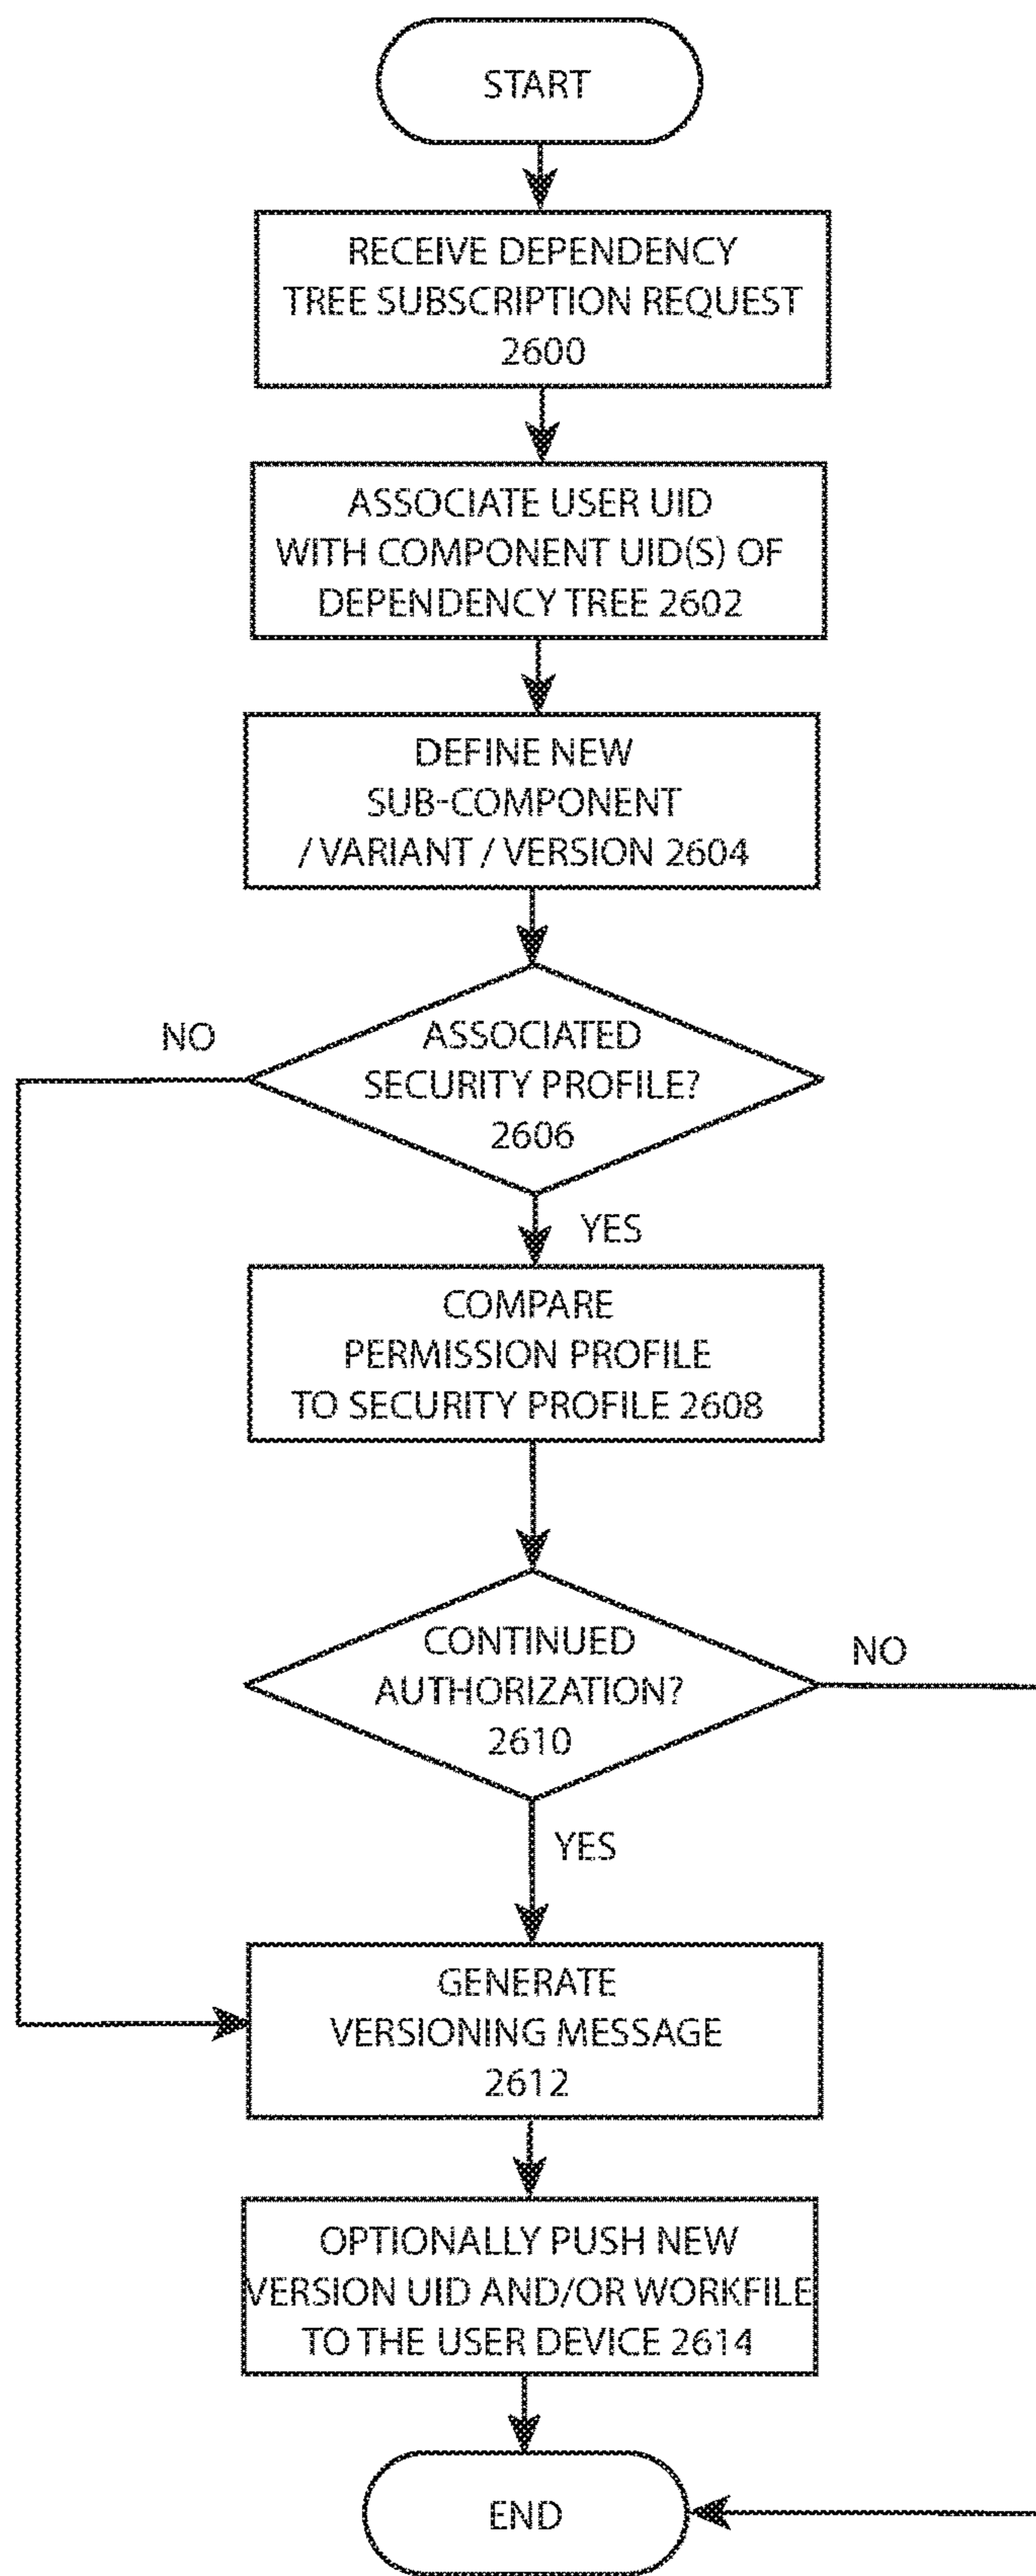 START
RECEIVE DEPENDENCY
TREE SUBSCRIPTION REQUEST
2600
ASSOCIATE USER UID
WITH COMPONENT UID(S) OF
DEPENDENCY TREE 2602
DEFINE NEW
SUB-COMPONENT
/ VARIANT / VERSION 2604
NO
ASSOCIATED
SECURITY PROFILE?
2606
YES
COMPARE
PERMISSION PROFILE
TO SECURITY PROFILE 2608
CONTINUED
AUTHORIZATION?
2610
NO
YES
GENERATE
VERSIONING MESSAGE
2612
OPTIONALLY PUSH NEW
VERSION UID AND/OR WORKFILE
TO THE USER DEVICE 2614
END